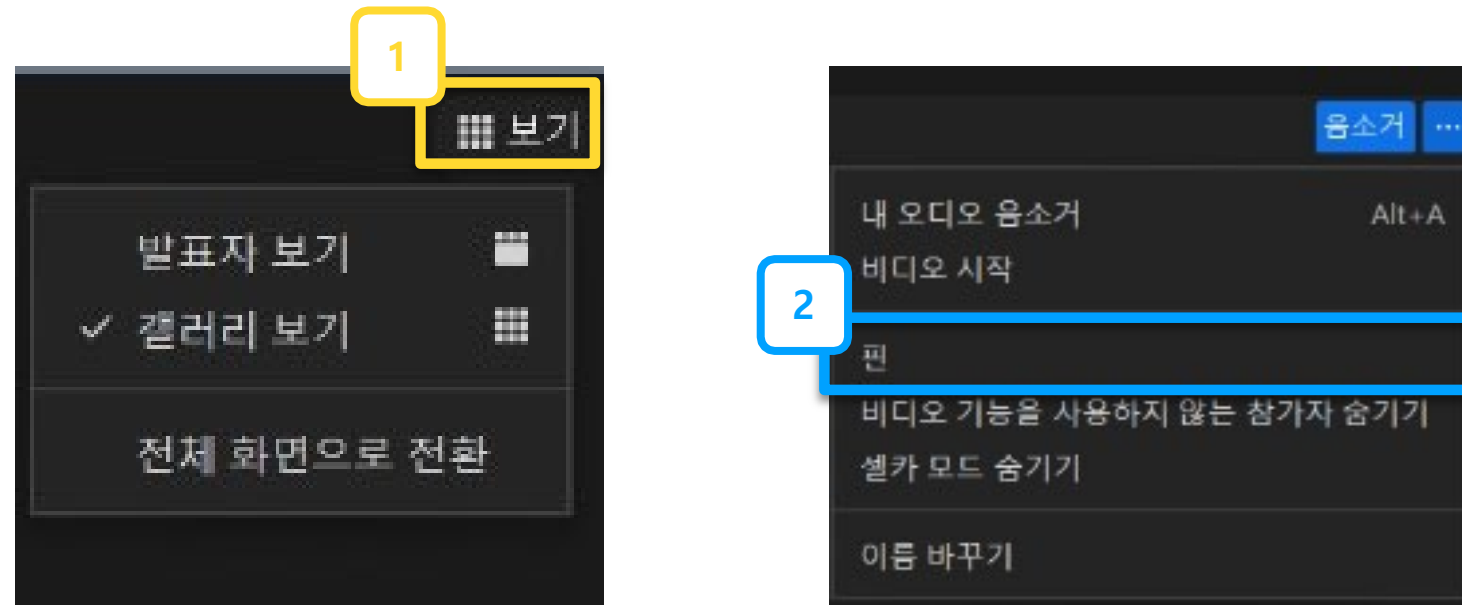 1
보기
발표자 보기
갤러리 보기
전체 화면으로 전환
음소거 ...
내 오디오 음소거 Alt+A
비디오 시작
2
핀
비디오 기능을 사용하지 않는 참가자 숨기기
셀카 모드 숨기기
이름 바꾸기